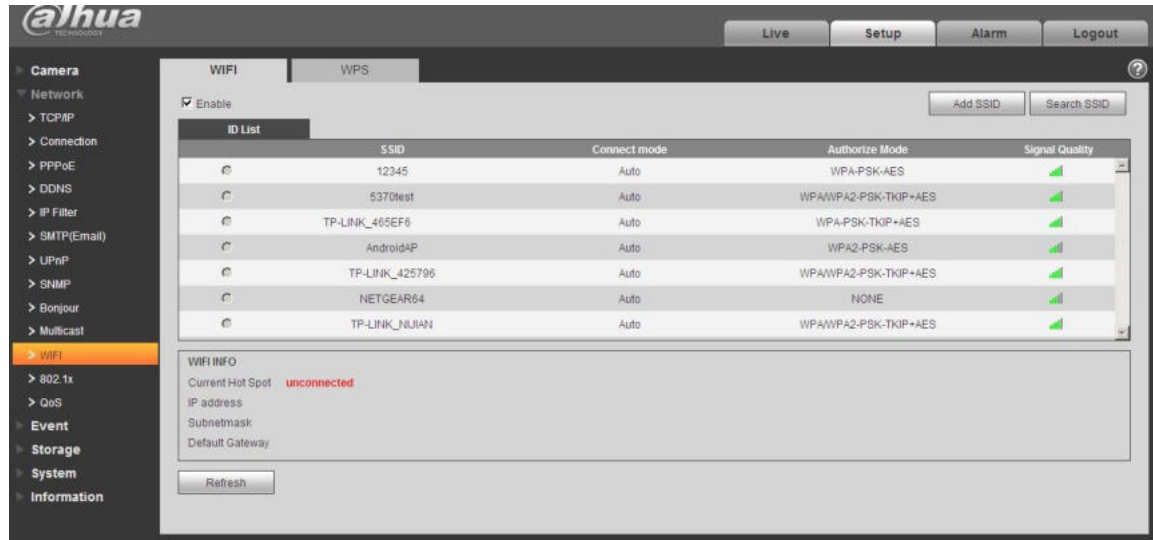 alhua
TECHNOLOGY
Live Setup Alarm Logout
Camera
Network
> TCP/IP
> Connection
> PPPoE
> DDNS
> IP Filter
> SMTP(Email)
> UPnP
> SNMP
> Bonjour
> Multicast
> WIFI
> 802.1x
> QoS
Event
Storage
System
Information
WIFI WPS
?
Enable Add SSID Search SSID
ID List
SSID Connect mode Authorize Mode Signal Quality
12345 Auto WPA-PSK-AES
5370test Auto WPA/WPA2-PSK-TKIP+AES
TP-LINK_465EF6 Auto WPA-PSK-TKIP+AES
AndroidAP Auto WPA2-PSK-AES
TP-LINK_425796 Auto WPA/WPA2-PSK-TKIP+AES
NETGEAR64 Auto NONE
TP-LINK_NIJIAN Auto WPA/WPA2-PSK-TKIP+AES
WIFI INFO
Current Hot Spot unconnected
IP address
Subnetmask
Default Gateway
Refresh